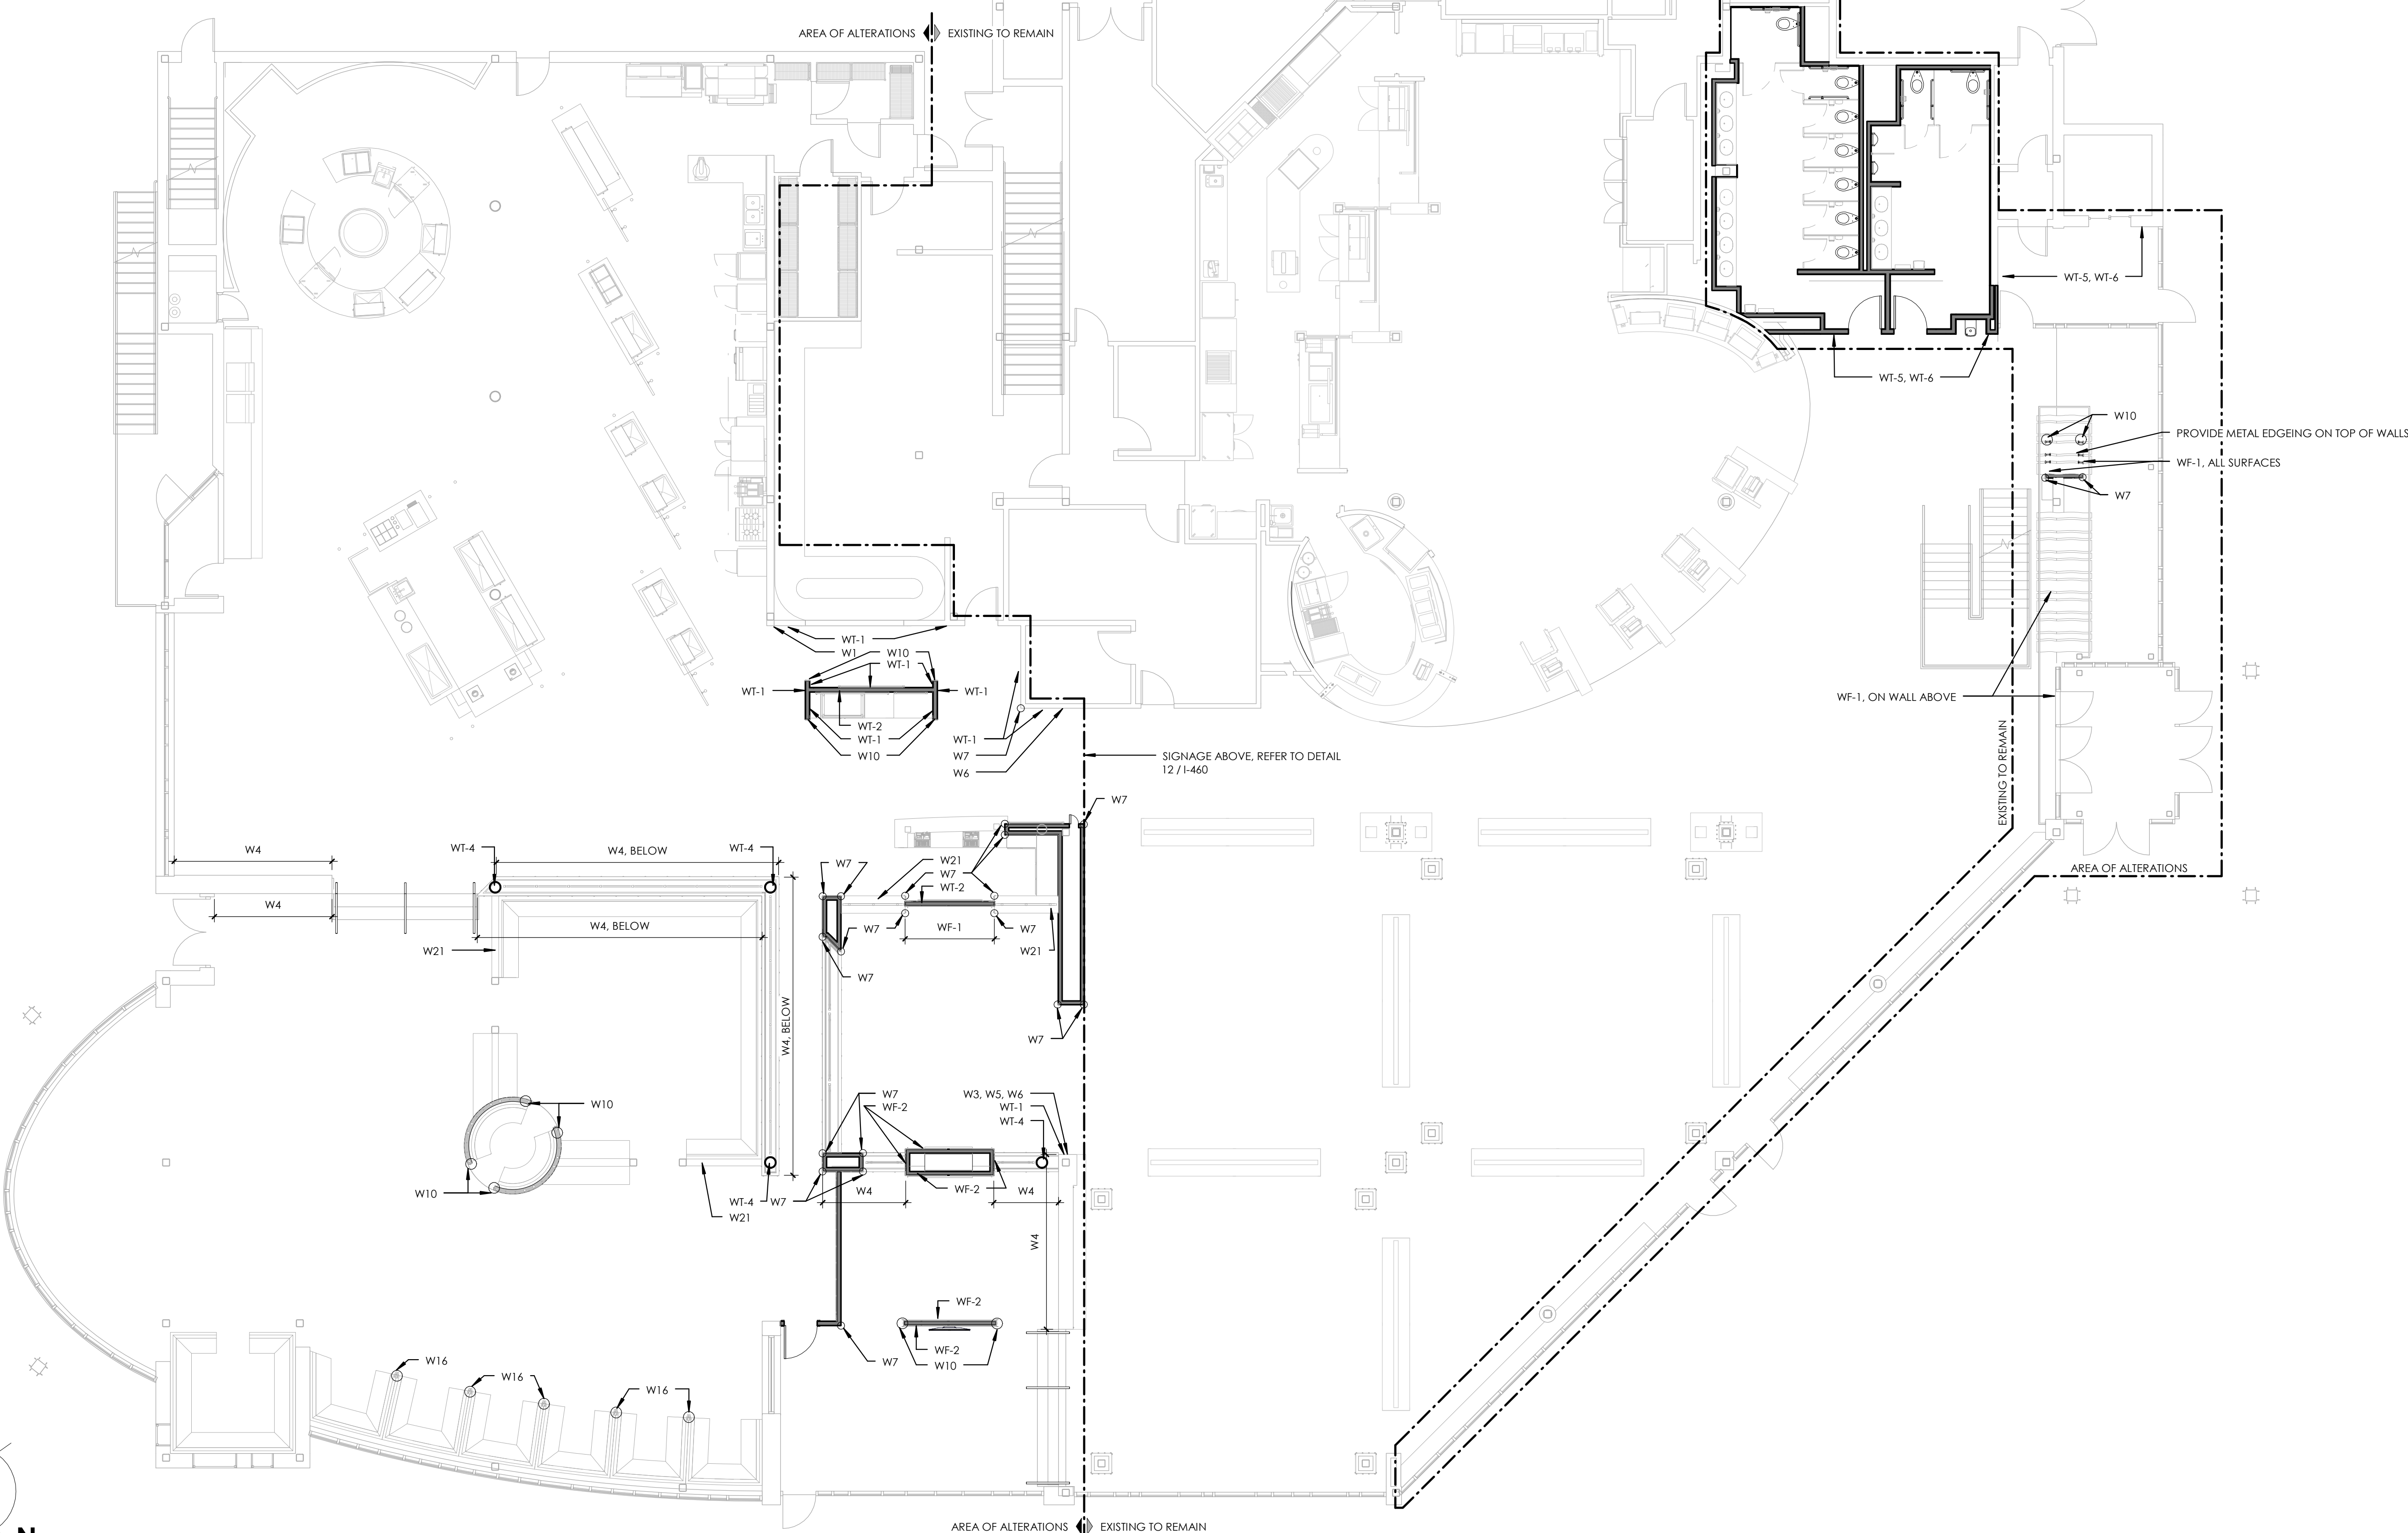 AREA OF ALTERATIONS EXISTING TO REMAIN
WT-5, WT-6
WT-5, WT-6
W10
PROVIDE METAL EDGEING ON TOP OF WALLS
WF-1, ALL SURFACES
W7
WT-1
W1
W10
WT-1
WT-1
WT-1
WT-2
WT-1
W10
WT-1
W7
W6
WF-1, ON WALL ABOVE
EXISTING TO REMAIN
SIGNAGE ABOVE, REFER TO DETAIL
12 / I-460
W7
W4
WT-4
W4, BELOW
WT-4
W7
W21
W7
WT-2
AREA OF ALTERATIONS
W4
W4, BELOW
W7
WF-1
W7
W21
W21
W7
W4, BELOW
W7
W10
W7
WF-2
W3, W5, W6
WT-1
WT-4
W10
WT-4
W7
W4
WF-2
W4
W21
W4
WF-2
W7
WF-2
W10
W16
W16
W16
AREA OF ALTERATIONS EXISTING TO REMAIN
N